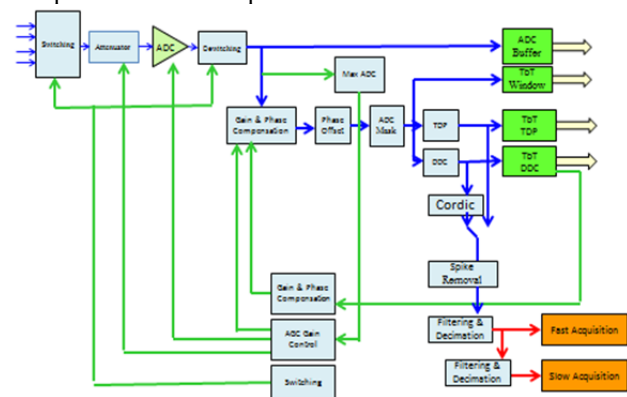 Switching
Attenuator
ADC
Dewitching
ADC
Buffer
Max ADC
TbT
Window
Gain & Phase
Compensation
Phase
Offset
ADC
Mask
TDP
TbT
TDP
DDC
TbT
DDC
Cordic
Spike
Removal
Gain & Phase
Compensation
Filtering &
Decimation
Fast Acquisition
AGC Gain
Control
Filtering &
Decimation
Slow Acquisition
Switching